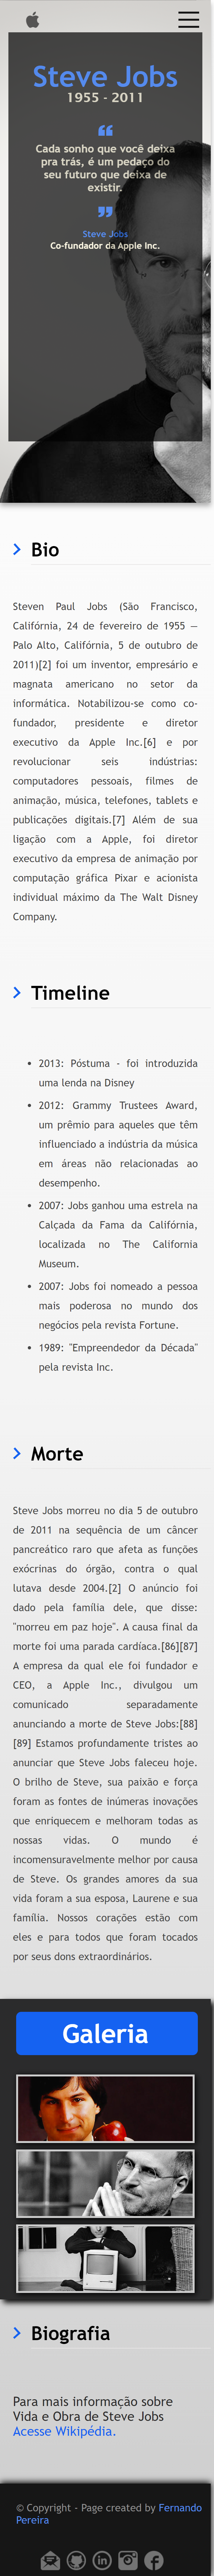 Steve Jobs
1955 - 2011
Cada sonho que você deixa
pra trás, é um pedaço do
seu futuro que deixa de
existir.
Steve Jobs
Co-fundador da Apple Inc.
Bio
Steven Paul Jobs (São Francisco,
Califórnia, 24 de fevereiro de 1955 —
Palo Alto, Califórnia, 5 de outubro de
2011)[2] foi um inventor, empresário e
magnata americano no setor da
informática. Notabilizou-se como co-
fundador, presidente e diretor
executivo da Apple Inc.[6] e por
revolucionar seis indústrias:
computadores pessoais, filmes de
animação, música, telefones, tablets e
publicações digitais.[7] Além de sua
ligação com a Apple, foi diretor
executivo da empresa de animação por
computação gráfica Pixar e acionista
individual máximo da The Walt Disney
Company.
Timeline
• 2013: Póstuma - foi introduzida
uma lenda na Disney
• 2012: Grammy Trustees Award,
um prêmio para aqueles que têm
influenciado a indústria da música
em áreas não relacionadas ao
desempenho.
• 2007: Jobs ganhou uma estrela na
Calçada da Fama da Califórnia,
localizada no The California
Museum.
• 2007: Jobs foi nomeado a pessoa
mais poderosa no mundo dos
negócios pela revista Fortune.
• 1989: "Empreendedor da Década"
pela revista Inc.
Morte
Steve Jobs morreu no dia 5 de outubro
de 2011 na sequência de um câncer
pancreático raro que afeta as funções
exócrinas do órgão, contra o qual
lutava desde 2004.[2] O anúncio foi
dado pela família dele, que disse:
"morreu em paz hoje". A causa final da
morte foi uma parada cardíaca.[86][87]
A empresa da qual ele foi fundador e
CEO, a Apple Inc., divulgou um
comunicado separadamente
anunciando a morte de Steve Jobs:[88]
[89] Estamos profundamente tristes ao
anunciar que Steve Jobs faleceu hoje.
O brilho de Steve, sua paixão e força
foram as fontes de inúmeras inovações
que enriquecem e melhoram todas as
nossas vidas. O mundo é
incomensuravelmente melhor por causa
de Steve. Os grandes amores da sua
vida foram a sua esposa, Laurene e sua
família. Nossos corações estão com
eles e para todos que foram tocados
por seus dons extraordinários.
Galeria
Biografia
Para mais informação sobre
Vida e Obra de Steve Jobs
Acesse Wikipédia.
© Copyright - Page created by Fernando
Pereira